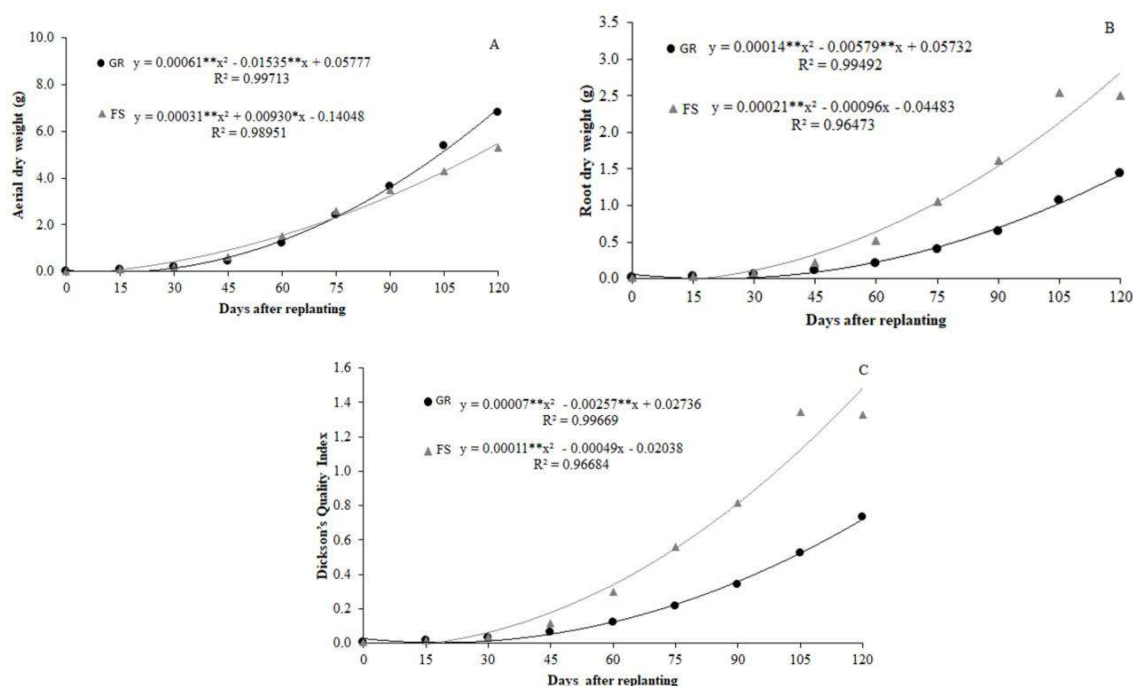 A
10.0
8.0
6.0
4.0
2.0
0.0
Aerial dry weight (g)
GR y = 0.00061**x² - 0.01535**x + 0.05777
R² = 0.99713
FS y = 0.00031**x² + 0.00930*x - 0.14048
R² = 0.98951
0 15 30 45 60 75 90 105 120
Days after replanting
B
3.5
3.0
2.5
2.0
1.5
1.0
0.5
0.0
Root dry weight (g)
GR y = 0.00014**x² - 0.00579**x + 0.05732
R² = 0.99492
FS y = 0.00021**x² - 0.00096x - 0.04483
R² = 0.96473
0 15 30 45 60 75 90 105 120
Days after replanting
C
1.6
1.4
1.2
1.0
0.8
0.6
0.4
0.2
0.0
Dickson's Quality Index
GR y = 0.00007**x² - 0.00257**x + 0.02736
R² = 0.99669
FS y = 0.00011**x² - 0.00049x - 0.02038
R² = 0.96684
0 15 30 45 60 75 90 105 120
Days after replanting